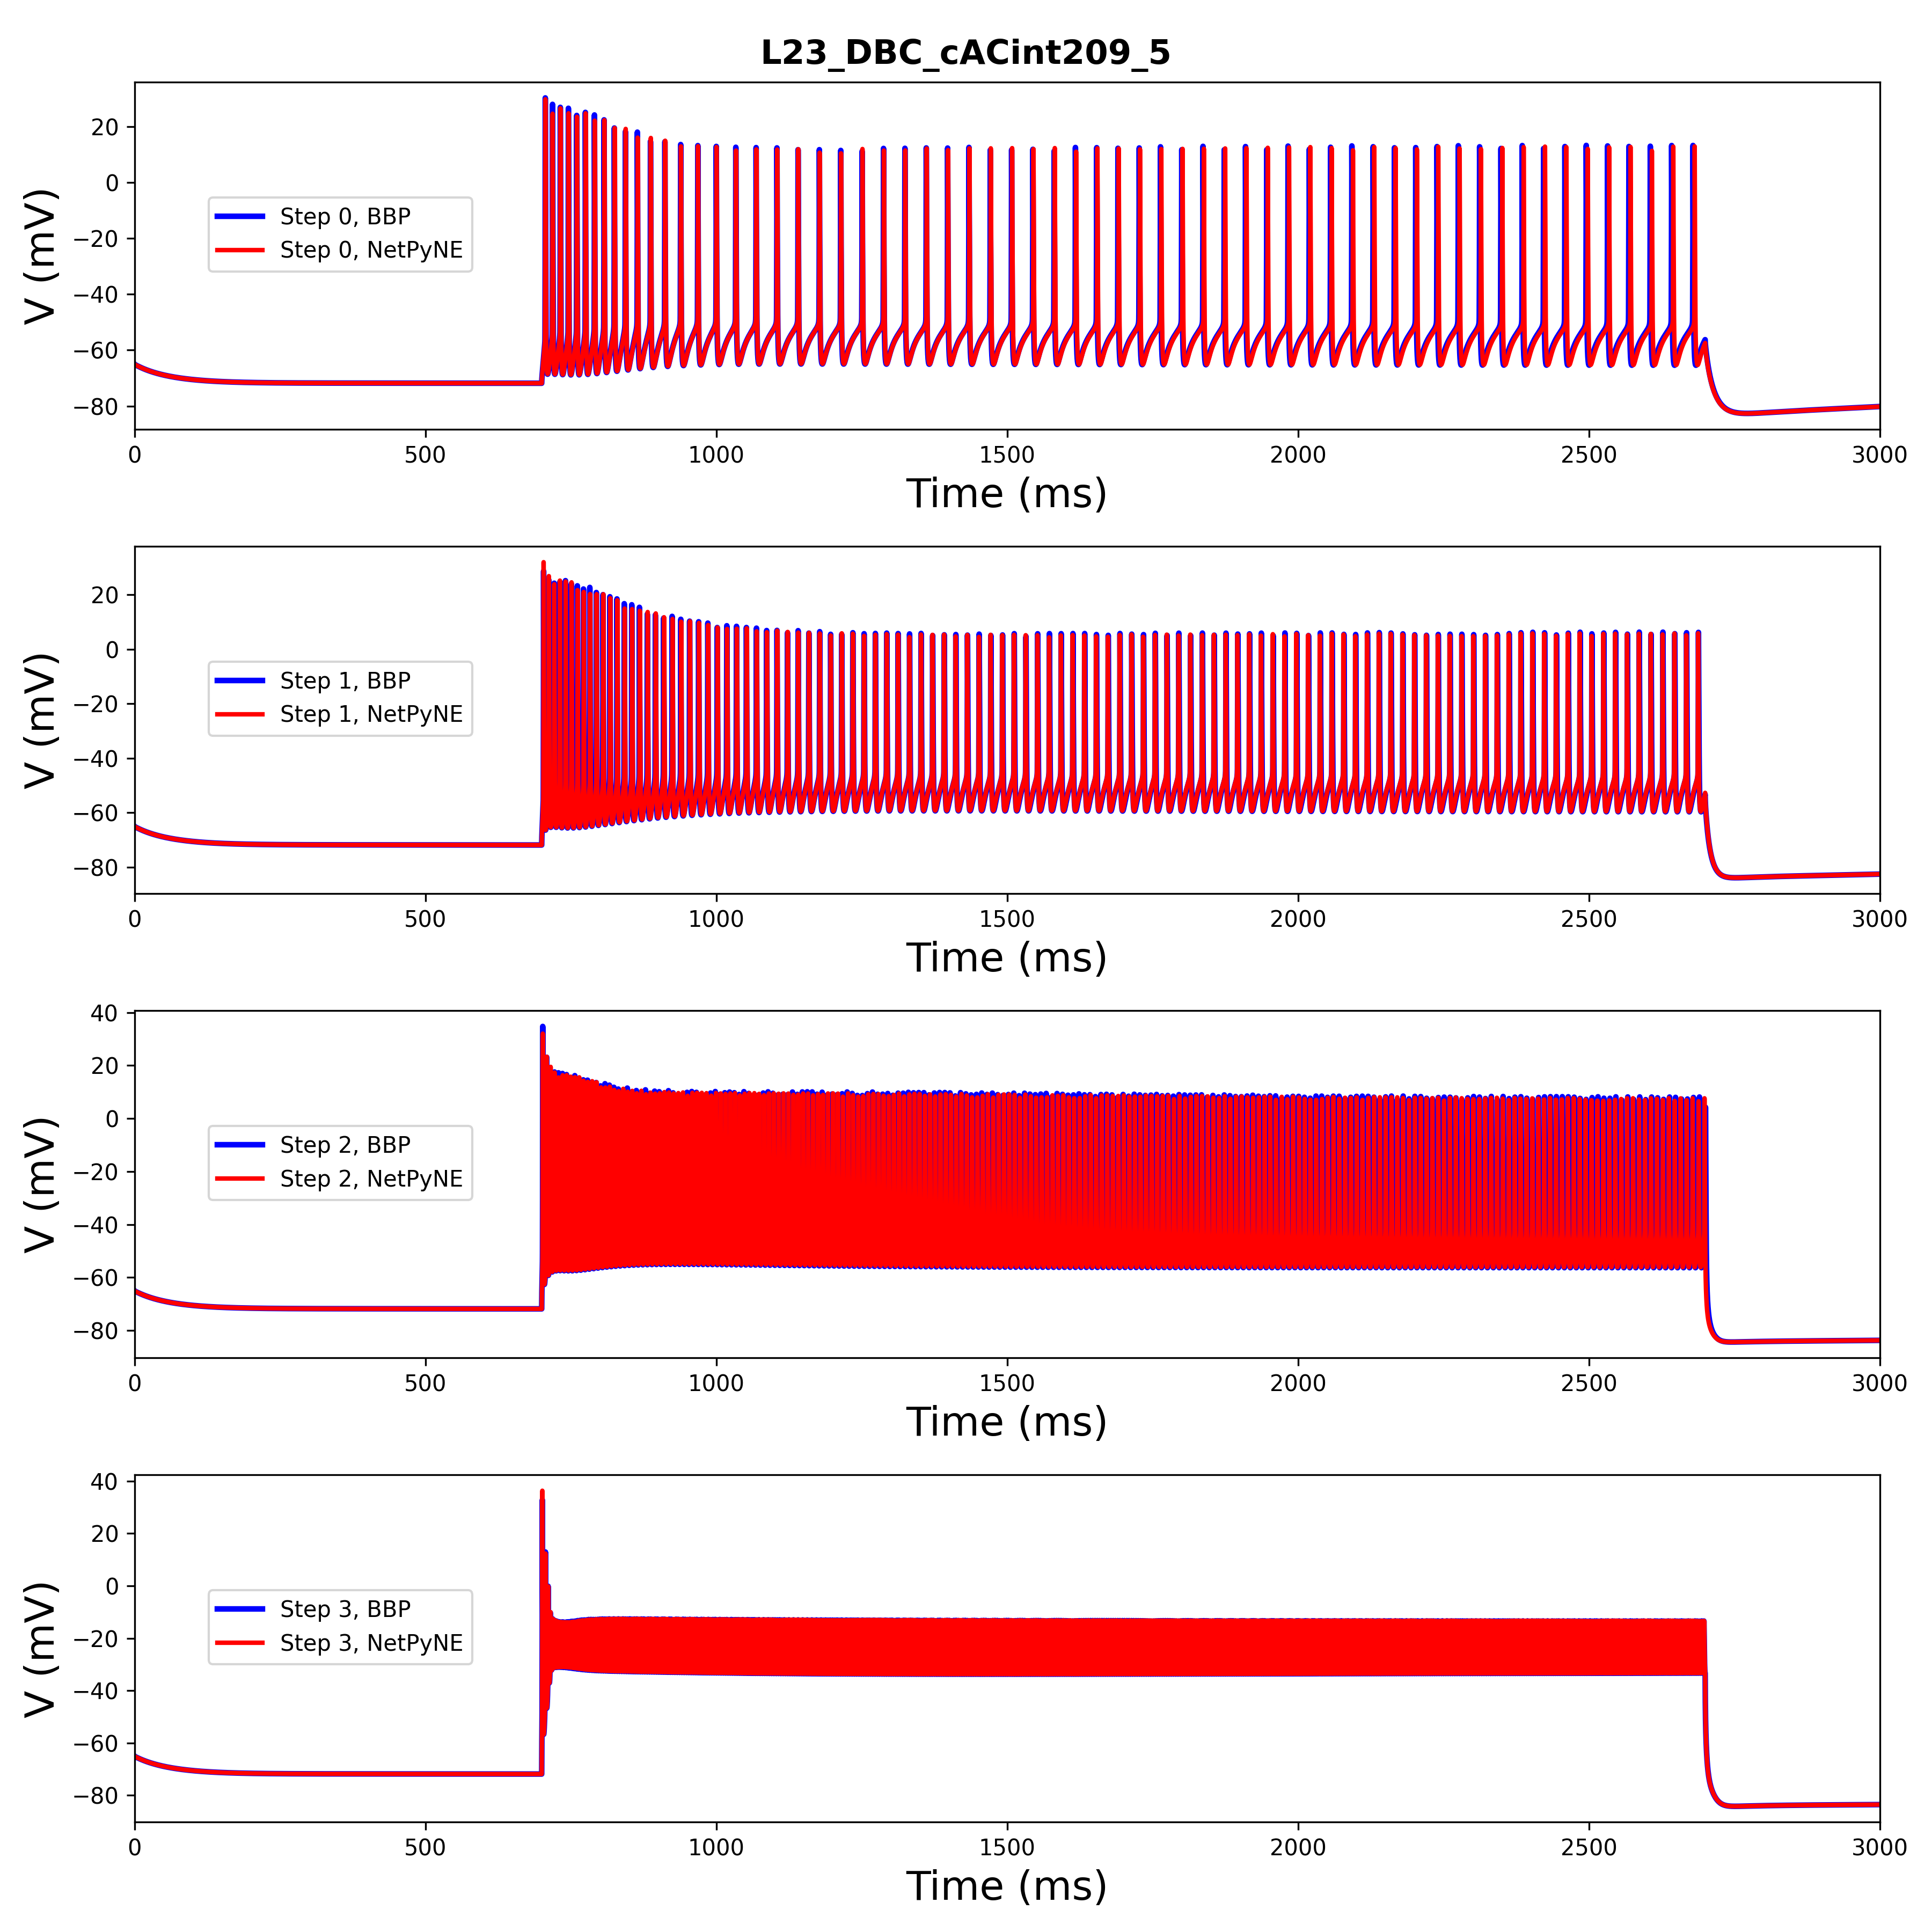 L23_DBC_cACint209_5
20
0
−20
−40
−60
−80
V (mV)
Step 0, BBP
Step 0, NetPyNE
0 500 1000 1500 2000 2500 3000
Time (ms)
20
0
−20
−40
−60
−80
V (mV)
Step 1, BBP
Step 1, NetPyNE
0 500 1000 1500 2000 2500 3000
Time (ms)
40
20
0
−20
−40
−60
−80
V (mV)
Step 2, BBP
Step 2, NetPyNE
0 500 1000 1500 2000 2500 3000
Time (ms)
40
20
0
−20
−40
−60
−80
V (mV)
Step 3, BBP
Step 3, NetPyNE
0 500 1000 1500 2000 2500 3000
Time (ms)